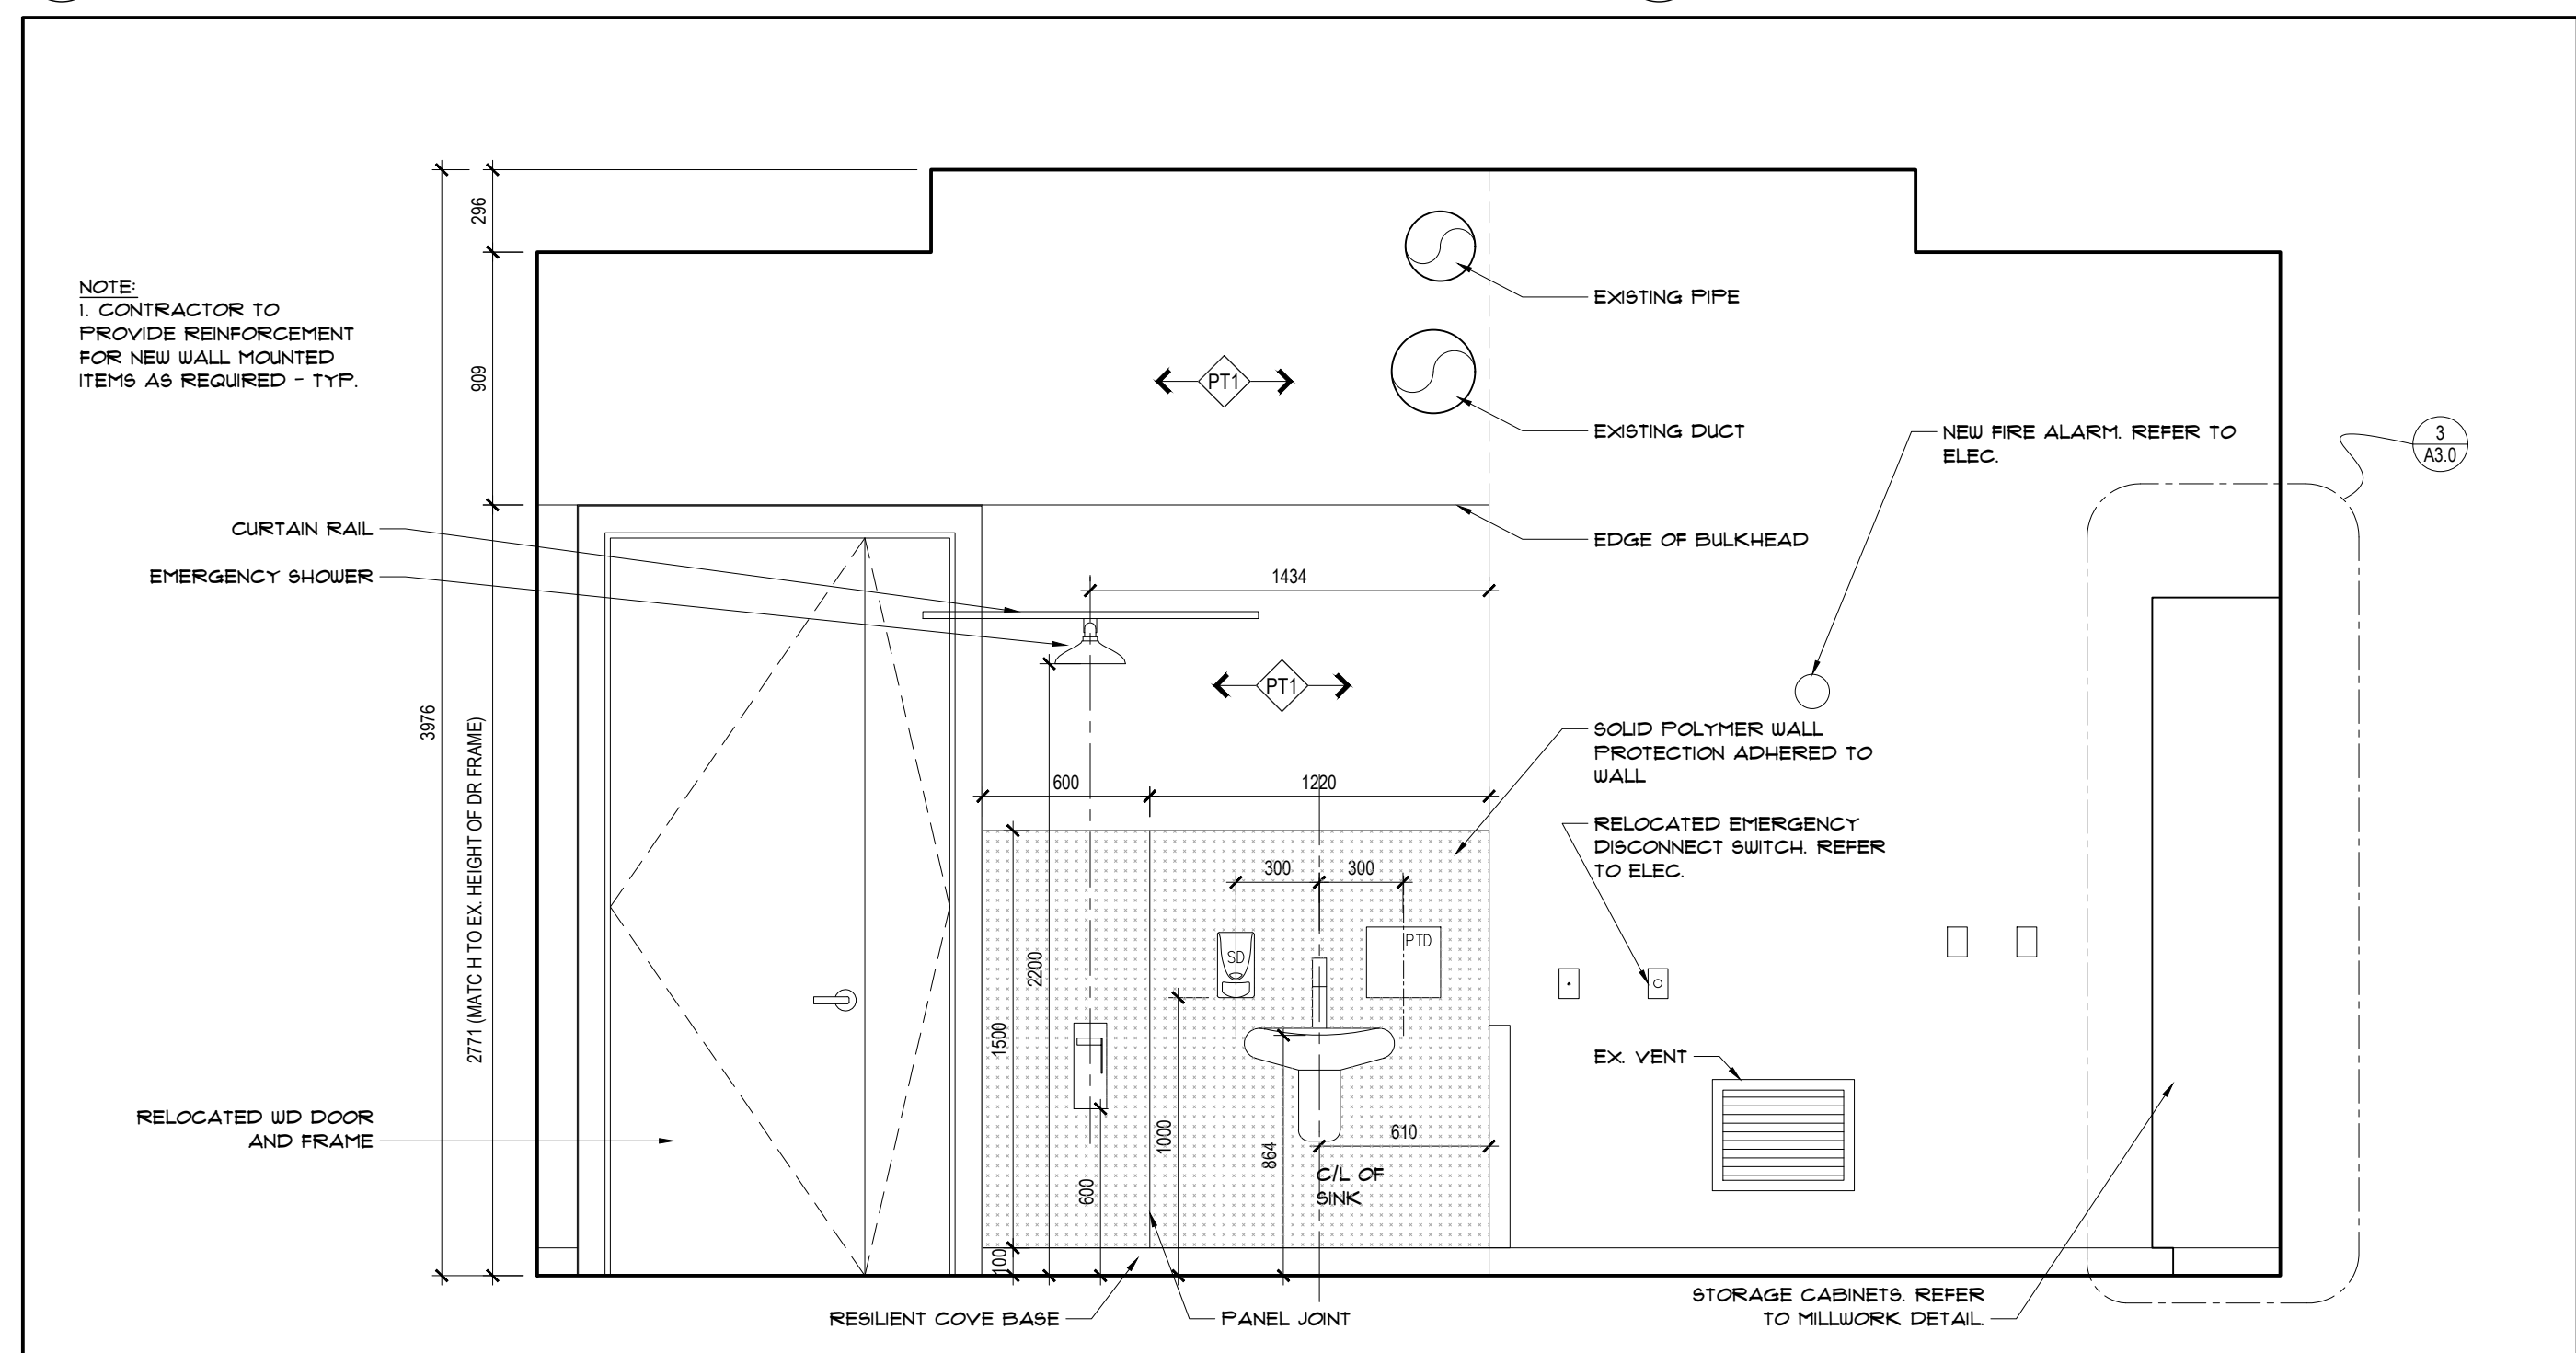 296
NOTE:
1. CONTRACTOR TO
PROVIDE REINFORCEMENT
FOR NEW WALL MOUNTED
ITEMS AS REQUIRED - TYP.
909
PT1
EXISTING PIPE
EXISTING DUCT
NEW FIRE ALARM. REFER TO
ELEC.
3
A3.0
CURTAIN RAIL
EMERGENCY SHOWER
EDGE OF BULKHEAD
1434
3976
2771 (MATC H TO EX. HEIGHT OF DR FRAME)
PT1
SOLID POLYMER WALL
PROTECTION ADHERED TO
WALL
600
1220
RELOCATED EMERGENCY
DISCONNECT SWITCH. REFER
TO ELEC.
300
300
SD
PTD
2200
1500
EX. VENT
RELOCATED WD DOOR
AND FRAME
1000
864
610
600
C/L OF
SINK
100
RESILIENT COVE BASE
PANEL JOINT
STORAGE CABINETS. REFER
TO MILLWORK DETAIL.